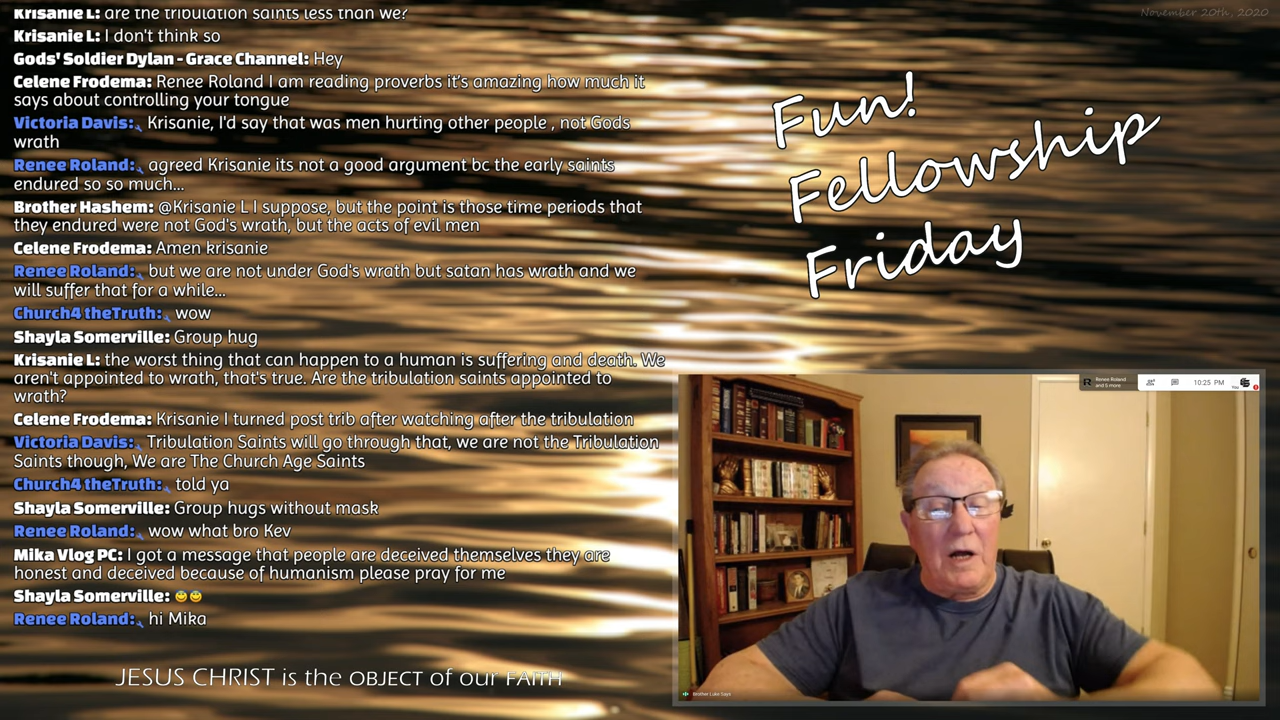 Krisanie L: are the tribulation saints less than we?
Krisanie L: I don't think so
Gods' Soldier Dylan - Grace Channel: Hey
Celene Frodema: Renee Roland I am reading proverbs it's amazing how much it
says about controlling your tongue
Victoria Davis: Krisanie, I'd say that was men hurting other people , not Gods
wrath
Renee Roland: agreed Krisanie its not a good argument bc the early saints
endured so so much...
Brother Hashem: @Krisanie L I suppose, but the point is those time periods that
they endured were not God's wrath, but the acts of evil men
Celene Frodema: Amen krisanie
Renee Roland: but we are not under God's wrath but satan has wrath and we
will suffer that for a while...
Church4 theTruth: wow
Shayla Somerville: Group hug
Krisanie L: the worst thing that can happen to a human is suffering and death. We
aren't appointed to wrath, that's true. Are the tribulation saints appointed to
wrath?
Celene Frodema: Krisanie I turned post trib after watching after the tribulation
Victoria Davis: Tribulation Saints will go through that, we are not the Tribulation
Saints though, We are The Church Age Saints
Church4 theTruth: told ya
Shayla Somerville: Group hugs without mask
Renee Roland: wow what bro Kev
Mika Vlog PC: I got a message that people are deceived themselves they are
honest and deceived because of humanism please pray for me
Shayla Somerville: 😀😀
Renee Roland: hi Mika
JESUS CHRIST is the OBJECT of our FAITH
November 20th, 2020
Fun!
Fellowship
Friday
Renee Roland
and 5 more
10:25 PM
You
Brother Luke Says